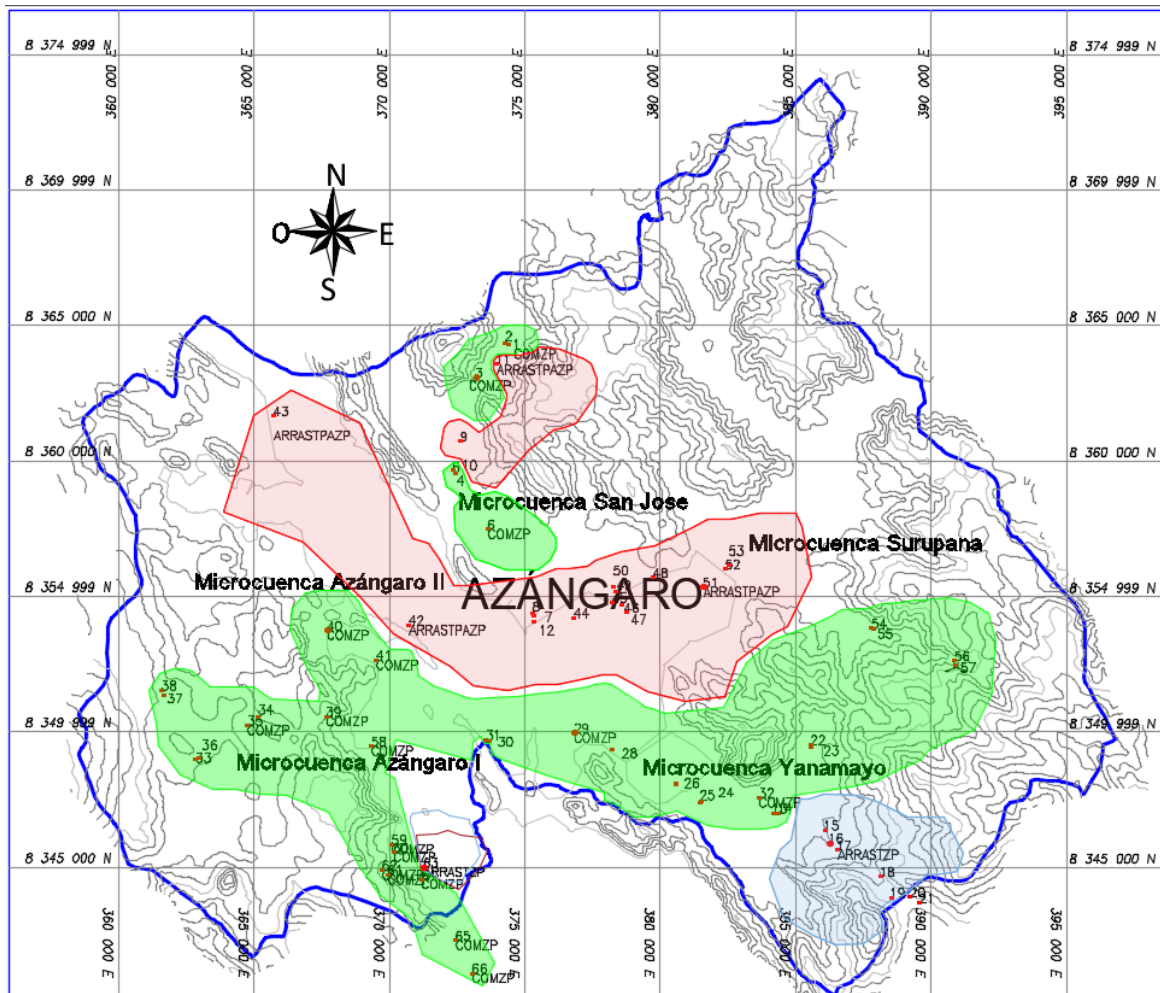 8 374 999 N
360 000 E
365 000 E
370 000 E
375 000 E
380 000 E
385 000 E
390 000 E
395 000 E
8 374 999 N
8 369 999 N
8 369 999 N
N
O
E
S
8 365 000 N
8 365 000 N
2
1
COMZP
ARRASTPAZP
3
COMZP
43
ARRASTPAZP
9
8 360 000 N
10
8 360 000 N
4
Microcuenca San Jose
6
COMZP
Microcuenca Surupana
53
52
50
48
Microcuenca Azángaro II
8 354 999 N
AZÁNGARO
51
ARRASTPAZP
8 354 999 N
8
7
12
44
46
47
42
ARRASTPAZP
40
COMZP
54
55
41
COMZP
56
57
38
37
34
35
COMZP
39
COMZP
8 349 999 N
8 349 999 N
58
COMZP
31
30
29
COMZP
28
22
23
36
33
Microcuenca Azángaro I
Microcuenca Yanamayo
26
25
24
32
COMZP
15
16
17
ARRASTZP
59
COMZP
COMZP
63
ARRASTZP
COMZP
COMZP
COMZP
8 345 000 N
8 345 000 N
18
19
20
21
65
COMZP
66
COMZP
360 000 E
365 000 E
370 000 E
375 000 E
380 000 E
390 000 E
395 000 E